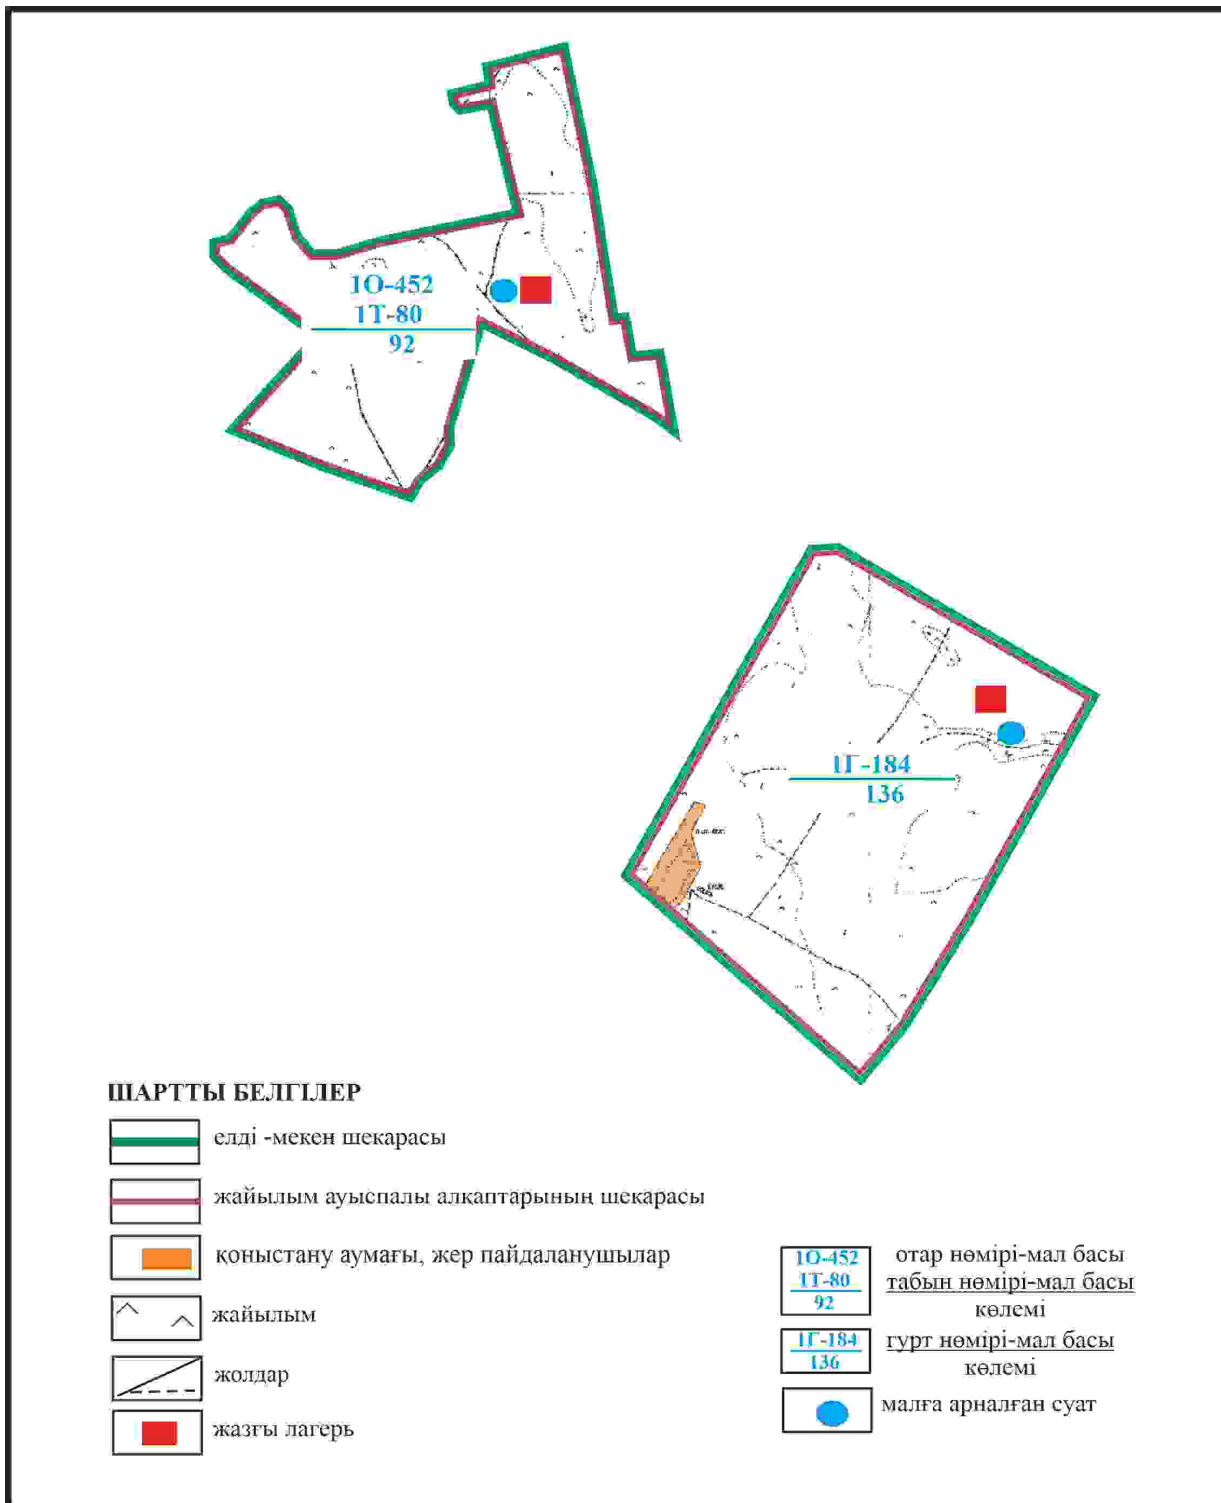 1О-452
1Т-80
92
1Г-184
136
ШАРТТЫ БЕЛГІЛЕР
елді -мекен шекарасы
жайылым ауыспалы алқаптарының шекарасы
қоныстану аумағы, жер пайдаланушылар
жайылым
жолдар
жазғы лагерь
1О-452
1Т-80
92
отар нөмірі-мал басы
табын нөмірі-мал басы
көлемі
1Г-184
136
гурт нөмірі-мал басы
көлемі
малға арналған суат